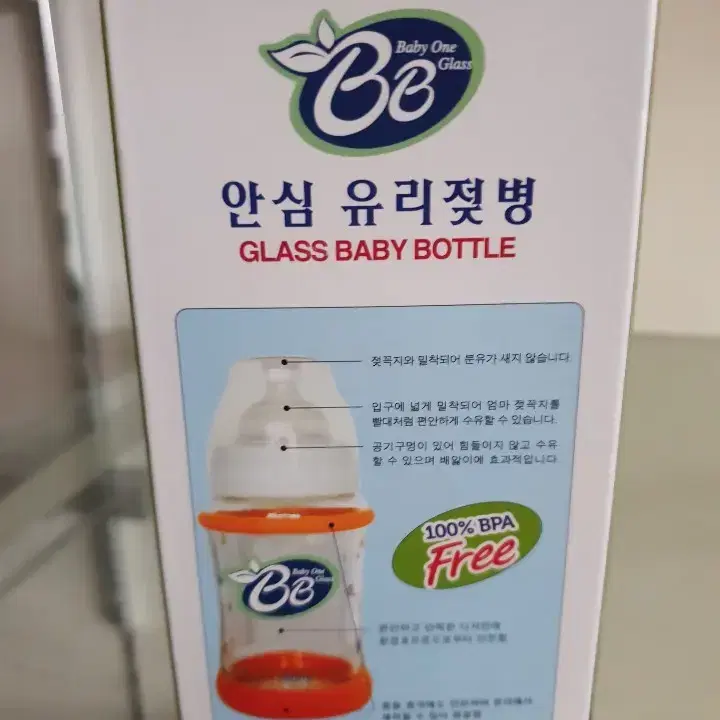 Baby One
Glass
BB
안심 유리젖병
GLASS BABY BOTTLE
젖꼭지와 밀착되어 분유가 새지 않습니다.
입구에 넓게 밀착되어 엄마 젖꼭지를
빨대처럼 편안하게 수유할 수 있습니다.
공기구멍이 있어 힘들이지 않고 수유
할 수 있으며 배앓이에 효과적입니다.
100% BPA
Free
Baby One
Glass
BB